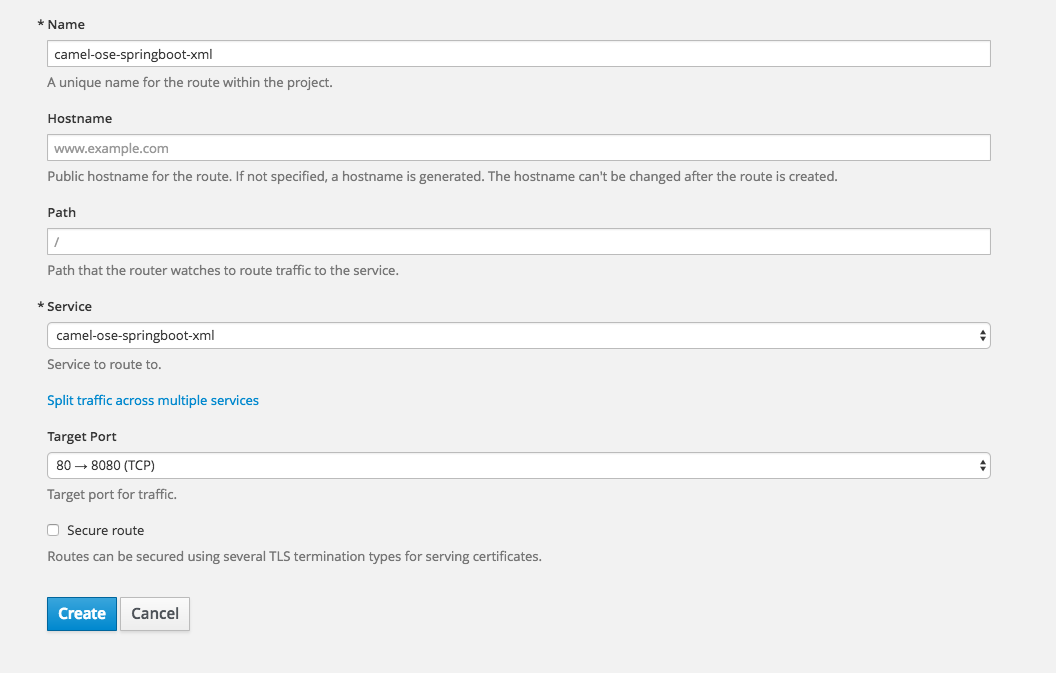 * Name
camel-ose-springboot-xml
A unique name for the route within the project.
Hostname
www.example.com
Public hostname for the route. If not specified, a hostname is generated. The hostname can't be changed after the route is created.
Path
/
Path that the router watches to route traffic to the service.
* Service
camel-ose-springboot-xml
Service to route to.
Split traffic across multiple services
Target Port
80 → 8080 (TCP)
Target port for traffic.
Secure route
Routes can be secured using several TLS termination types for serving certificates.
Create Cancel